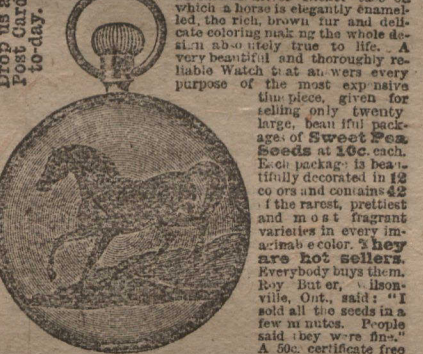 Drop us a
Post Card
to-day.
which a horse is elegantly enamel-
led, the rich, brown fur and deli-
cate coloring making the whole de-
sign absolutely true to life. A
very beautiful and thoroughly re-
liable Watch that answers every
purpose of the most expensive
timepiece, given for
selling only twenty
large, beautiful pack-
ages of Sweet Pea
Seeds at 10c. each.
Each package is beau-
tifully decorated in 12
colors and contains 42
of the rarest, prettiest
and most fragrant
varieties in every im-
aginable color. They
are hot sellers.
Everybody buys them.
Roy Butler, Wilson-
ville, Ont., said: "I
sold all the seeds in a
few minutes. People
said they were fine."
A 50c. certificate free